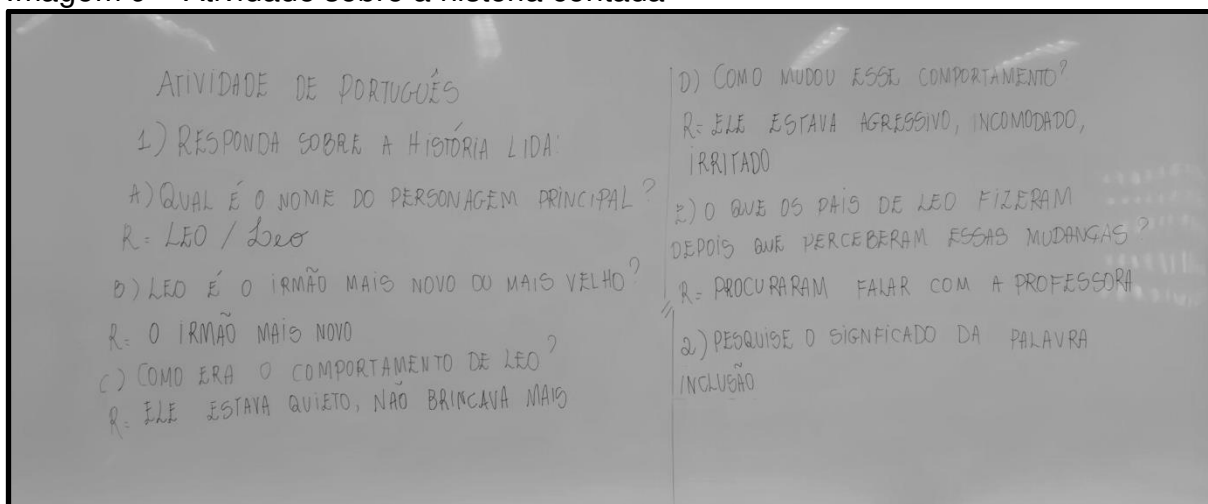 Imagem 6 – Atividade sobre a história contada
ATIVIDADE DE PORTUGUÊS
1) RESPONDA SOBRE A HISTÓRIA LIDA:
A) QUAL É O NOME DO PERSONAGEM PRINCIPAL?
R= LEO / Leo
B) LEO É O IRMÃO MAIS NOVO OU MAIS VELHO?
R= O IRMÃO MAIS NOVO
C) COMO ERA O COMPORTAMENTO DE LEO?
R= ELE ESTAVA QUIETO, NÃO BRINCAVA MAIS
D) COMO MUDOU ESSE COMPORTAMENTO?
R= ELE ESTAVA AGRESSIVO, INCOMODADO,
IRRITADO
E) O QUE OS PAIS DE LEO FIZERAM
DEPOIS QUE PERCEBERAM ESSAS MUDANÇAS?
R= PROCURARAM FALAR COM A PROFESSORA
2) PESQUISE O SIGNFICADO DA PALAVRA
INCLUSÃO